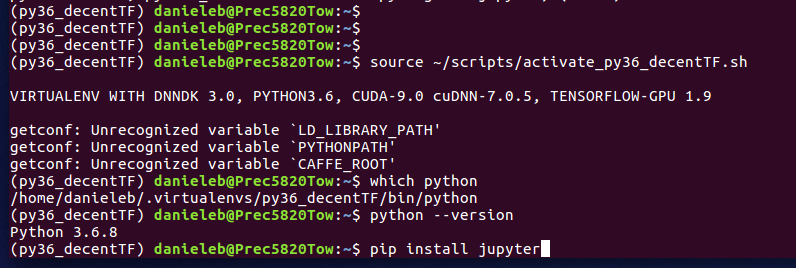 (py36_decentTF) danieleb@Prec5820Tow:~$
(py36_decentTF) danieleb@Prec5820Tow:~$
(py36_decentTF) danieleb@Prec5820Tow:~$
(py36_decentTF) danieleb@Prec5820Tow:~$ source ~/scripts/activate_py36_decentTF.sh
VIRTUALENV WITH DNNDK 3.0, PYTHON3.6, CUDA-9.0 cuDNN-7.0.5, TENSORFLOW-GPU 1.9
getconf: Unrecognized variable `LD_LIBRARY_PATH'
getconf: Unrecognized variable `PYTHONPATH'
getconf: Unrecognized variable `CAFFE_ROOT'
(py36_decentTF) danieleb@Prec5820Tow:~$ which python
/home/danieleb/.virtualenvs/py36_decentTF/bin/python
(py36_decentTF) danieleb@Prec5820Tow:~$ python --version
Python 3.6.8
(py36_decentTF) danieleb@Prec5820Tow:~$ pip install jupyter